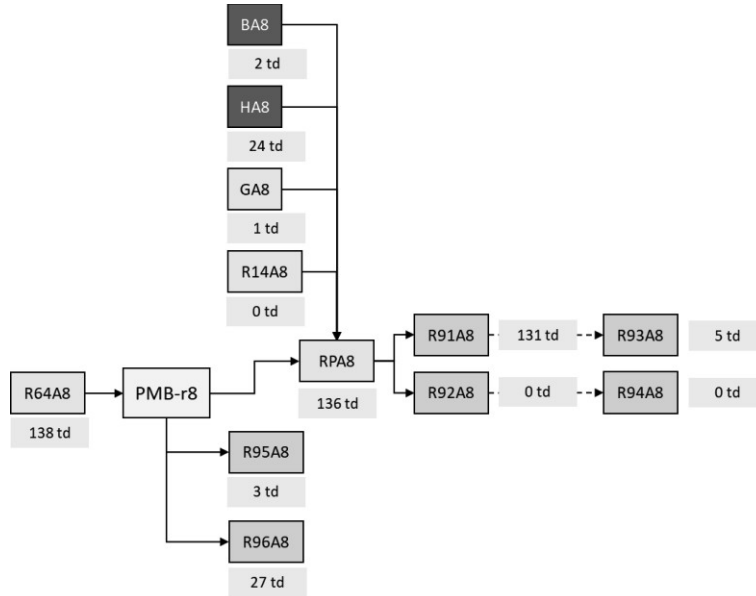 BA8
2 td
HA8
24 td
GA8
1 td
R14A8
0 td
R91A8
131 td
R93A8
5 td
RPA8
136 td
R64A8
138 td
PMB-r8
R92A8
0 td
R94A8
0 td
R95A8
3 td
R96A8
27 td